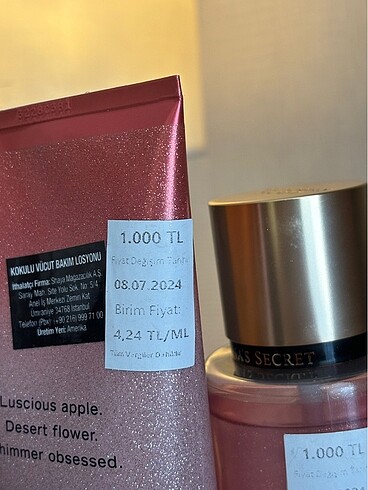 KOKULU VÜCUT BAKIM LOSYONU
İthalatçı Firma: Shaya Mağazacılık A.Ş.
Saray Mah. Site Yolu Sok. No: 5/4
Anel İş Merkezi Zemin Kat
Ümraniye 34768 İstanbul
Telefon (Pbx): (+90 216) 999 71 00
Üretim Yeri: Amerika
1.000 TL
Fiyat Değişim Tarihi
08.07.2024
Birim Fiyatı:
4,24 TL/ML
Tüm Vergiler Dahildir
Luscious apple.
Desert flower.
himmer obsessed.
SECRET
1.000 TL
Fiyat Değişim